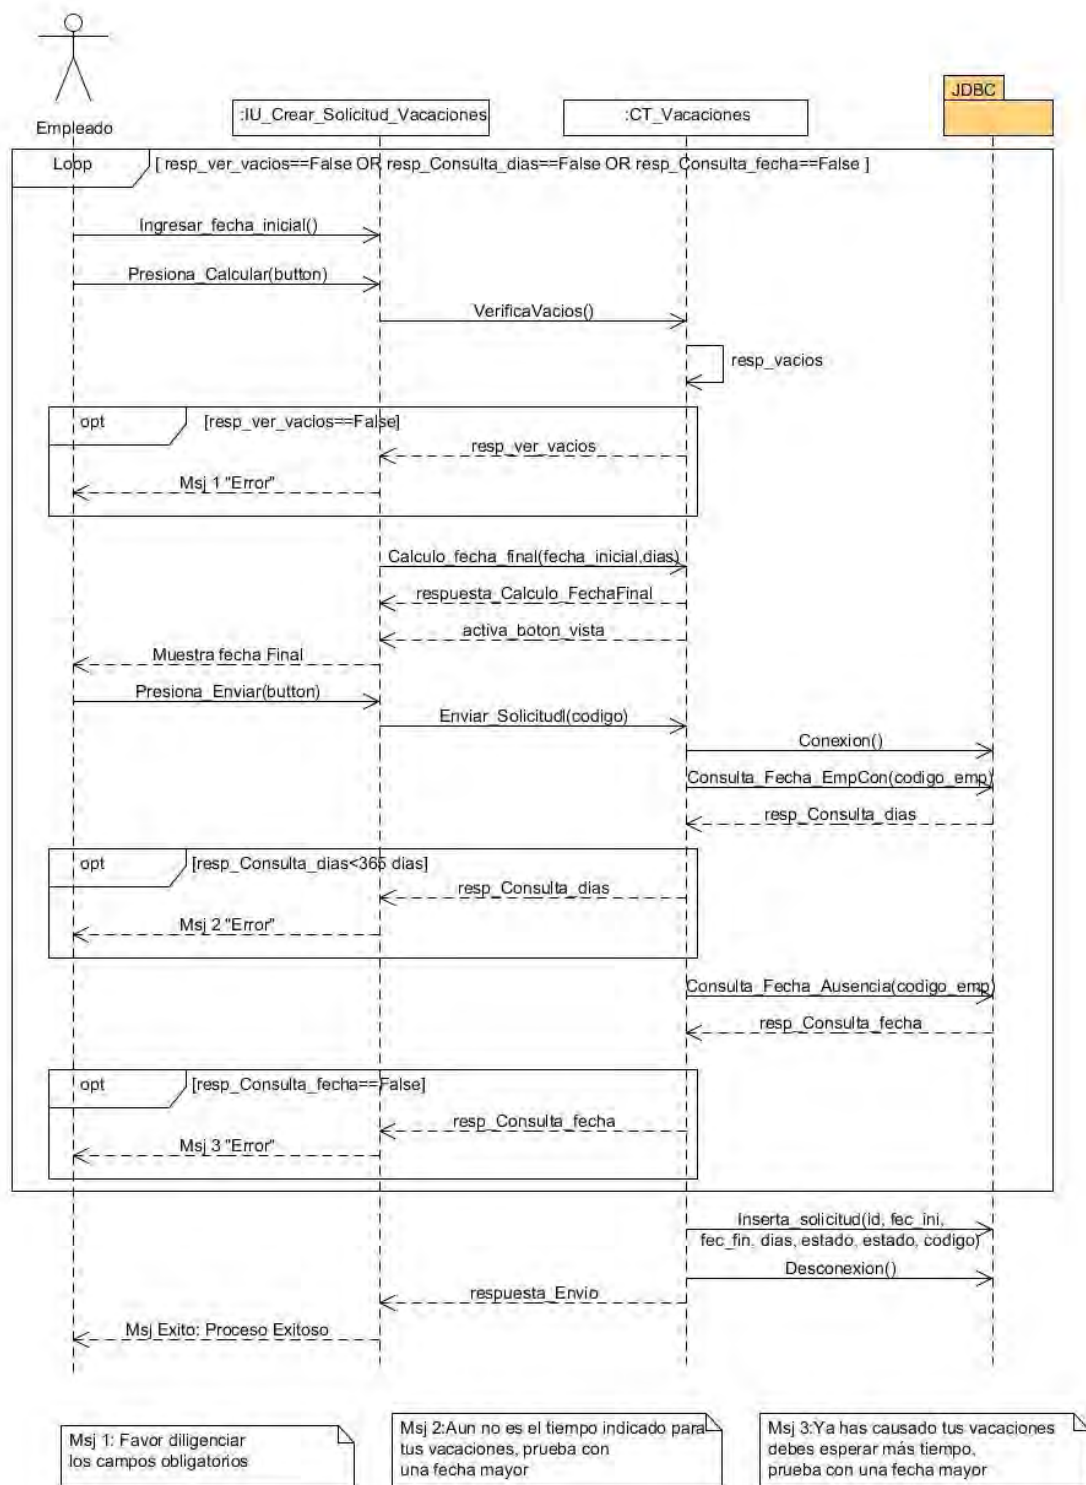 JDBC
:IU_Crear_Solicitud_Vacaciones
:CT_Vacaciones
Empleado
Loop
[ resp_ver_vacios==False OR resp_Consulta_dias==False OR resp_Consulta_fecha==False ]
Ingresar_fecha_inicial()
Presiona_Calcular(button)
VerificaVacios()
resp_vacios
opt
[resp_ver_vacios==False]
resp_ver_vacios
Msj 1 "Error"
Calculo_fecha_final(fecha_inicial,dias)
respuesta_Calculo_FechaFinal
activa_boton_vista
Muestra fecha Final
Presiona_Enviar(button)
Enviar_Solicitudl(codigo)
Conexion()
Consulta_Fecha_EmpCon(codigo_emp)
resp_Consulta_dias
opt
[resp_Consulta_dias<365 dias]
resp_Consulta_dias
Msj 2 "Error"
Consulta_Fecha_Ausencia(codigo_emp)
resp_Consulta_fecha
opt
[resp_Consulta_fecha==False]
resp_Consulta_fecha
Msj 3 "Error"
Inserta_solicitud(id, fec_ini,
fec_fin, dias, estado, estado, codigo)
Desconexion()
respuesta_Envio
Msj Exito: Proceso Exitoso
Msj 1: Favor diligenciar
los campos obligatorios
Msj 2:Aun no es el tiempo indicado para
tus vacaciones, prueba con
una fecha mayor
Msj 3:Ya has causado tus vacaciones
debes esperar más tiempo,
prueba con una fecha mayor